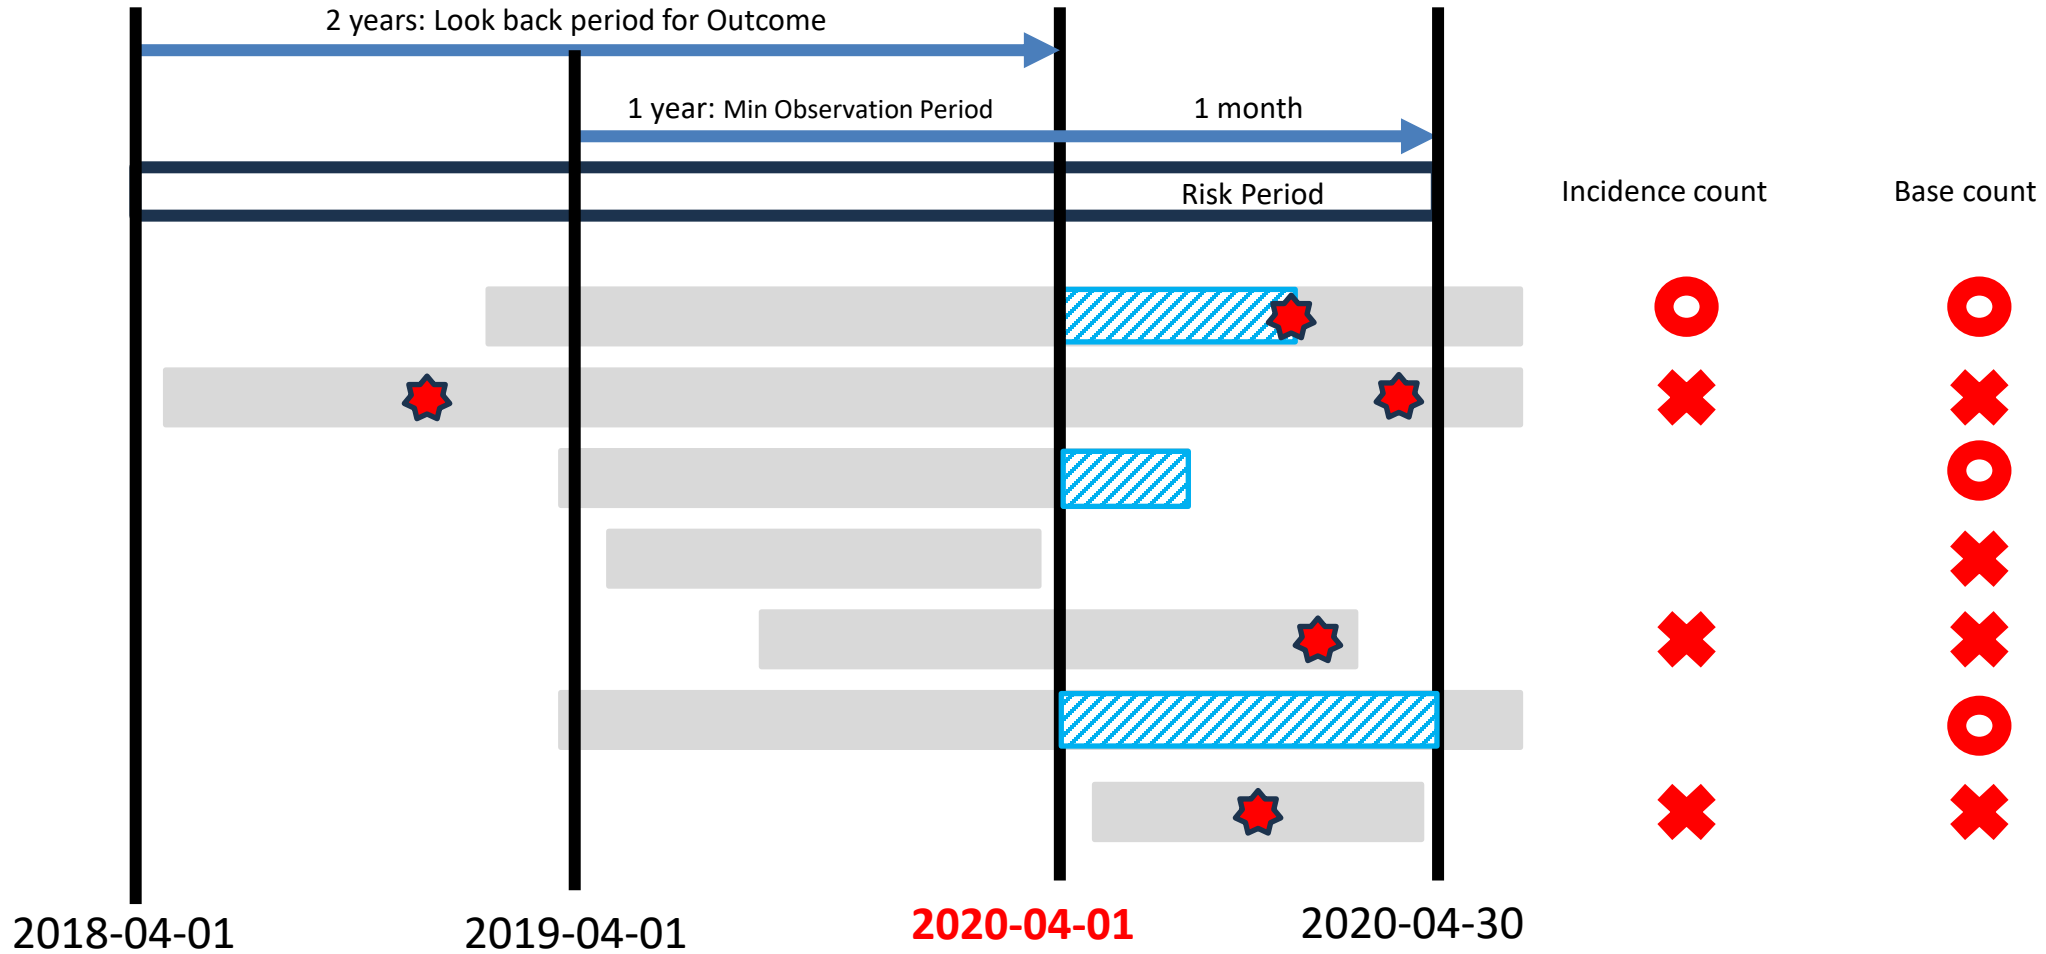 2 years: Look back period for Outcome
1 year: Min Observation Period
1 month
Risk Period
Incidence count
Base count
2018-04-01
2019-04-01
2020-04-01
2020-04-30